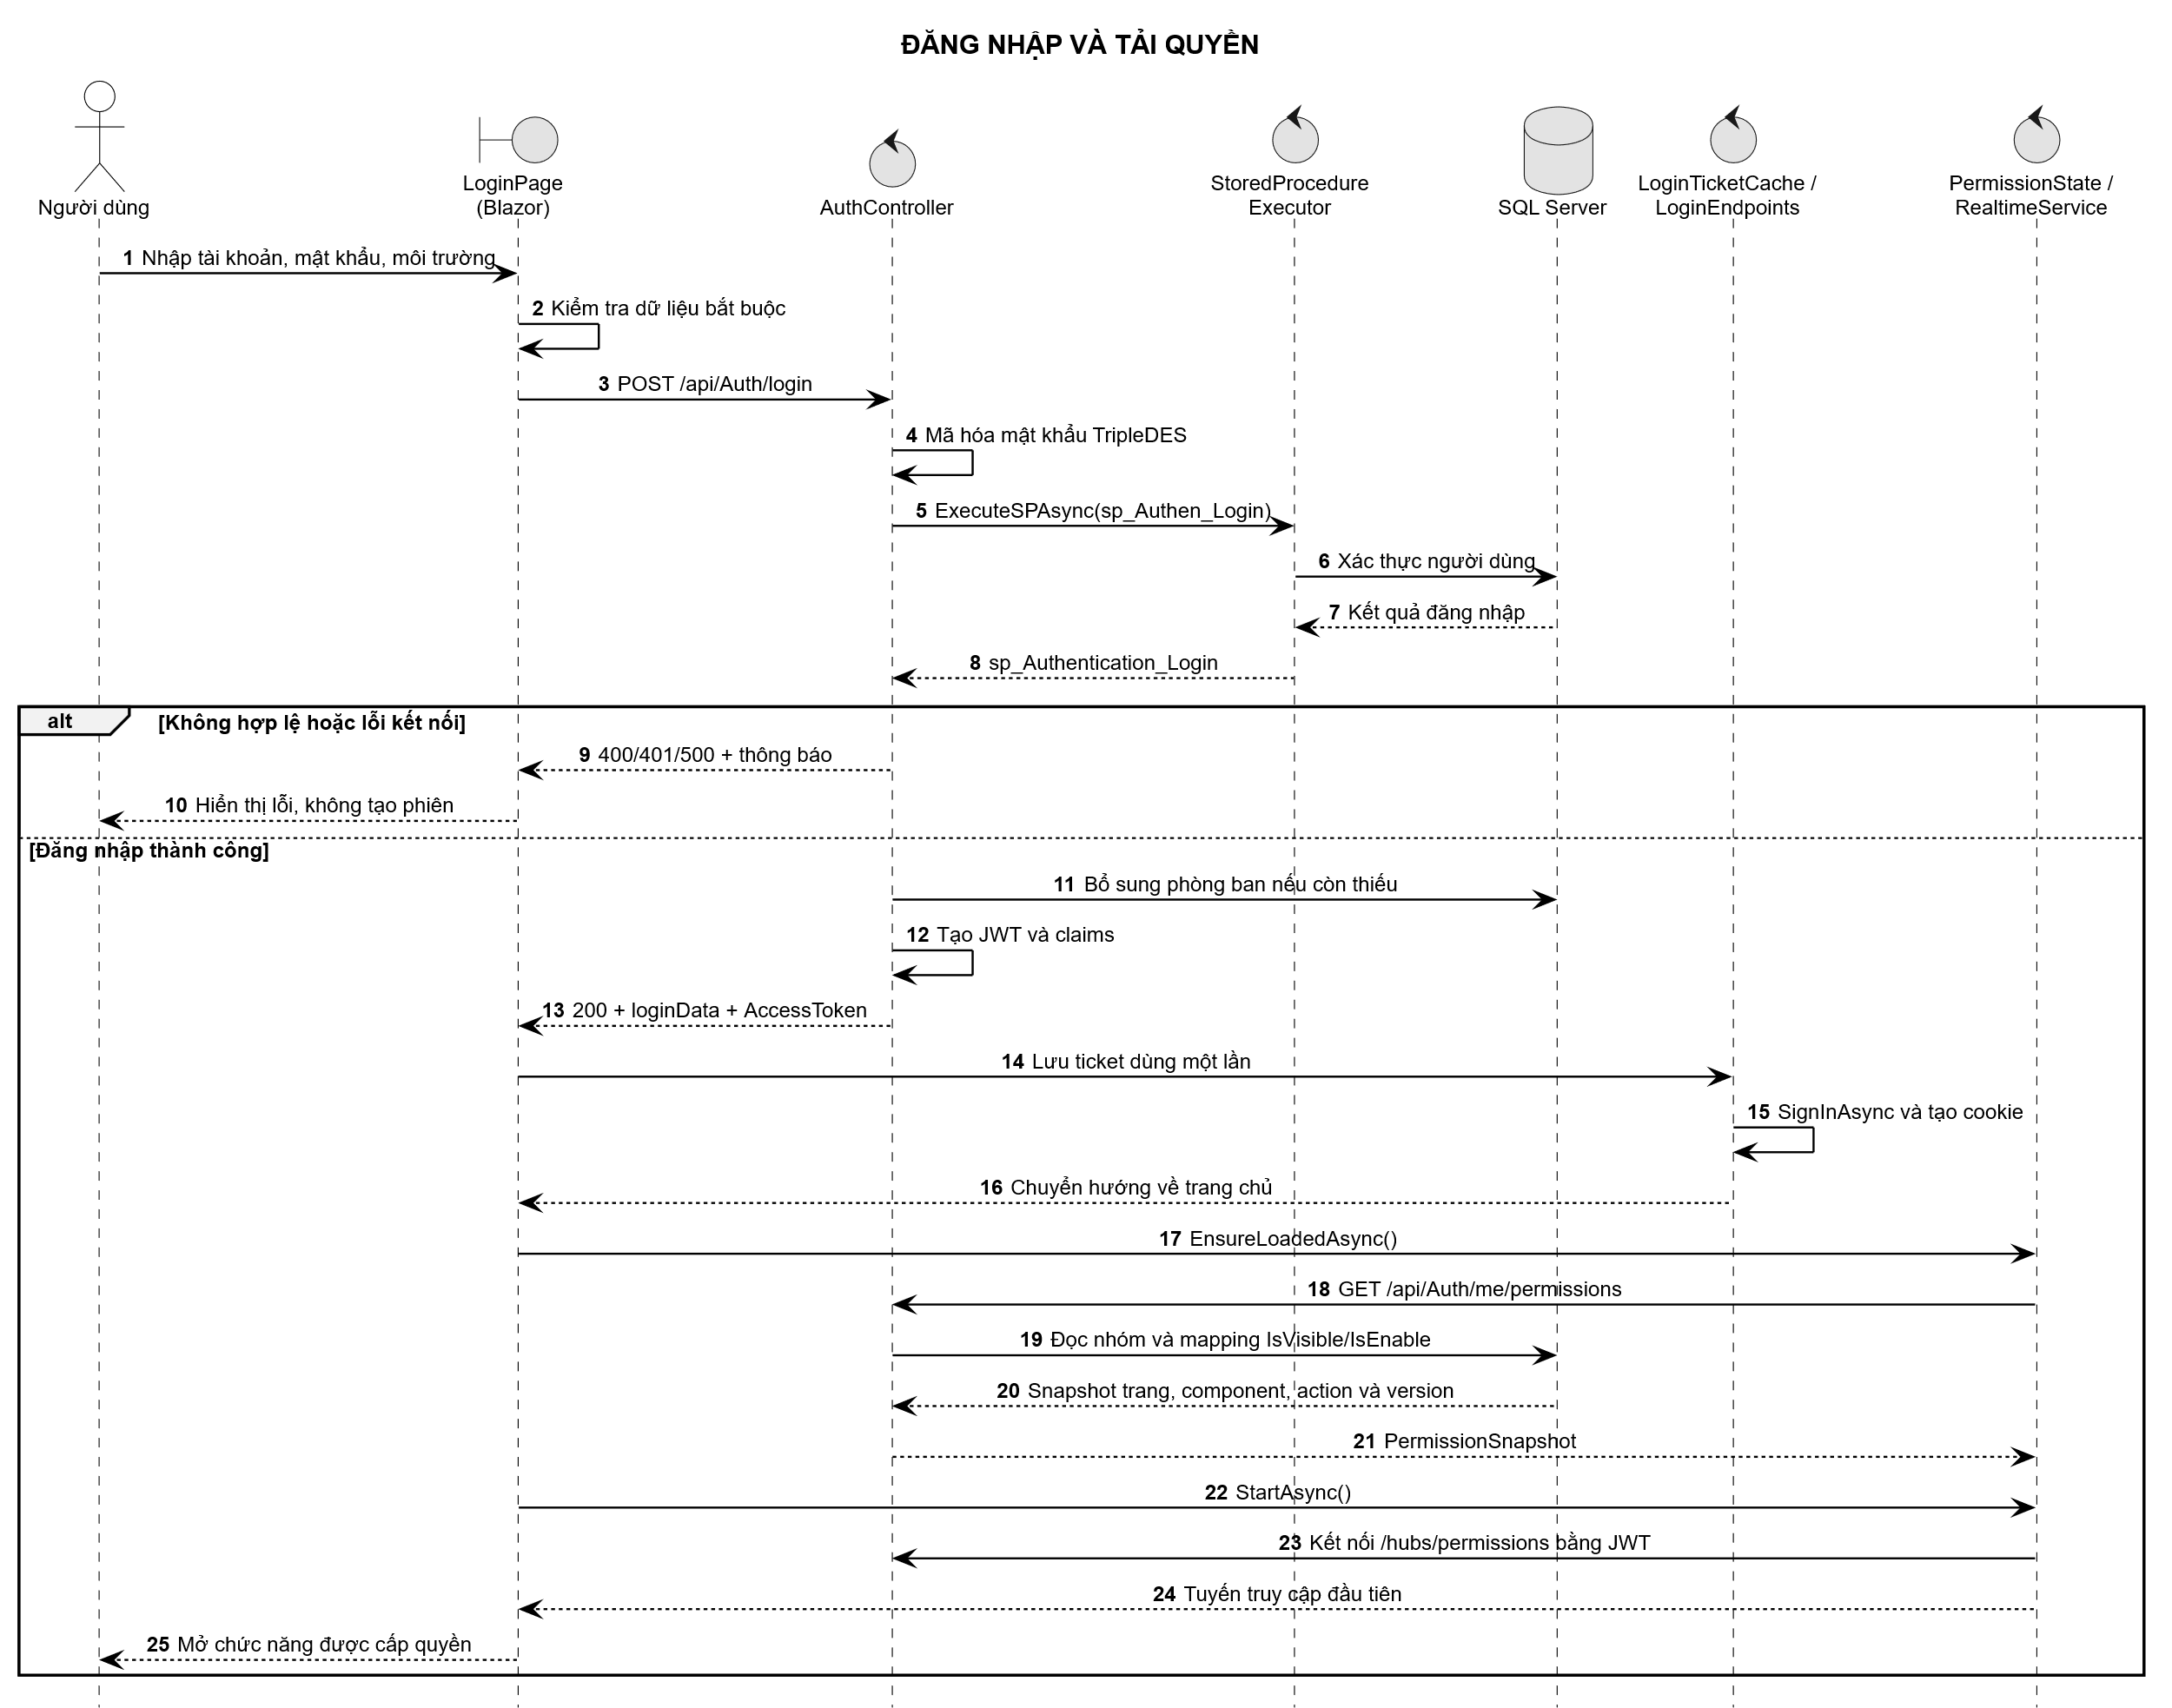 ĐĂNG NHẬP VÀ TẢI QUYỀN
Người dùng
LoginPage
(Blazor)
AuthController
StoredProcedure
Executor
SQL Server
LoginTicketCache /
LoginEndpoints
PermissionState /
RealtimeService
1 Nhập tài khoản, mật khẩu, môi trường
2 Kiểm tra dữ liệu bắt buộc
3 POST /api/Auth/login
4 Mã hóa mật khẩu TripleDES
5 ExecuteSPAsync(sp_Authen_Login)
6 Xác thực người dùng
7 Kết quả đăng nhập
8 sp_Authentication_Login
alt [Không hợp lệ hoặc lỗi kết nối]
9 400/401/500 + thông báo
10 Hiển thị lỗi, không tạo phiên
[Đăng nhập thành công]
11 Bổ sung phòng ban nếu còn thiếu
12 Tạo JWT và claims
13 200 + loginData + AccessToken
14 Lưu ticket dùng một lần
15 SignInAsync và tạo cookie
16 Chuyển hướng về trang chủ
17 EnsureLoadedAsync()
18 GET /api/Auth/me/permissions
19 Đọc nhóm và mapping IsVisible/IsEnable
20 Snapshot trang, component, action và version
21 PermissionSnapshot
22 StartAsync()
23 Kết nối /hubs/permissions bằng JWT
24 Tuyến truy cập đầu tiên
25 Mở chức năng được cấp quyền